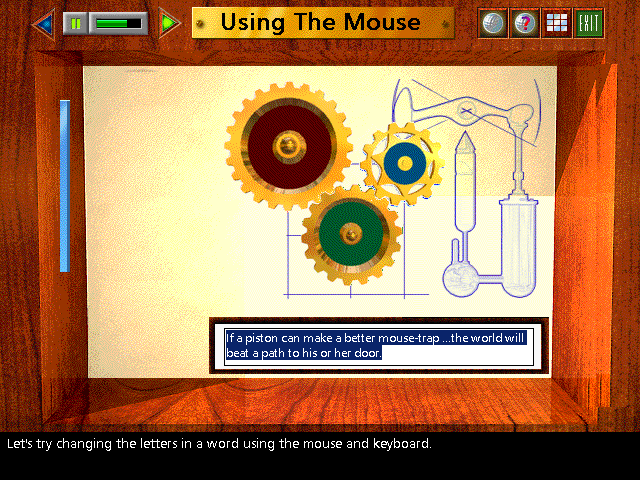 Using The Mouse
EXIT
If a piston can make a better mouse-trap ...the world will
beat a path to his or her door.
Let's try changing the letters in a word using the mouse and keyboard.